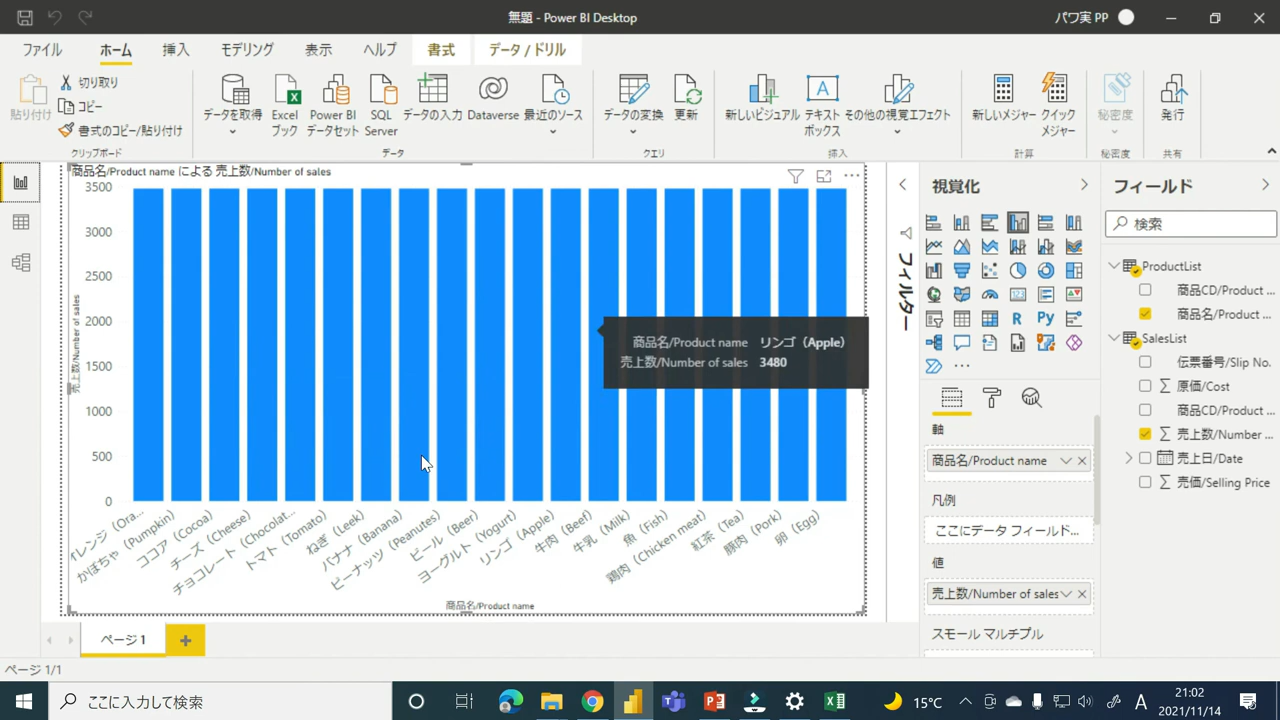 無題 - Power BI Desktop
パワ実 PP
ファイル ホーム 挿入 モデリング 表示 ヘルプ 書式 データ / ドリル
貼り付け
切り取り
コピー
書式のコピー/貼り付け
クリップボード
データを取得
Excel
ブック
Power BI
データセット
SQL
Server
データの入力
Dataverse
最近のソース
データ
データの変換
更新
クエリ
新しいビジュアル
テキスト
ボックス
その他の視覚エフェクト
挿入
新しいメジャー
クイック
メジャー
計算
秘密度
秘密度
発行
共有
商品名/Product name による 売上数/Number of sales
3500
3000
2500
2000
1500
1000
500
0
売上数/Number of sales
商品名/Product name リンゴ（Apple）
売上数/Number of sales 3480
オレンジ（Ora...
かぼちゃ（Pumpkin）
ココア（Cocoa）
チーズ（Cheese）
チョコレート（Chocolat...
トマト（Tomato）
ねぎ（Leek）
バナナ（Banana）
ピーナッツ（Peanutes）
ビール（Beer）
ヨーグルト（Yogurt）
リンゴ（Apple）
牛肉（Beef）
牛乳（Milk）
魚（Fish）
鶏肉（Chicken meat）
紅茶（Tea）
豚肉（Pork）
卵（Egg）
商品名/Product name
フィルター
視覚化
R
Py
軸
商品名/Product name
凡例
ここにデータ フィールド...
値
売上数/Number of sales
スモール マルチプル
フィールド
検索
ProductList
商品CD/Product ...
商品名/Product ...
SalesList
伝票番号/Slip No.
原価/Cost
商品CD/Product ...
売上数/Number ...
売上日/Date
売価/Selling Price
ページ 1
ページ 1/1
ここに入力して検索
15°C
A
21:02
2021/11/14